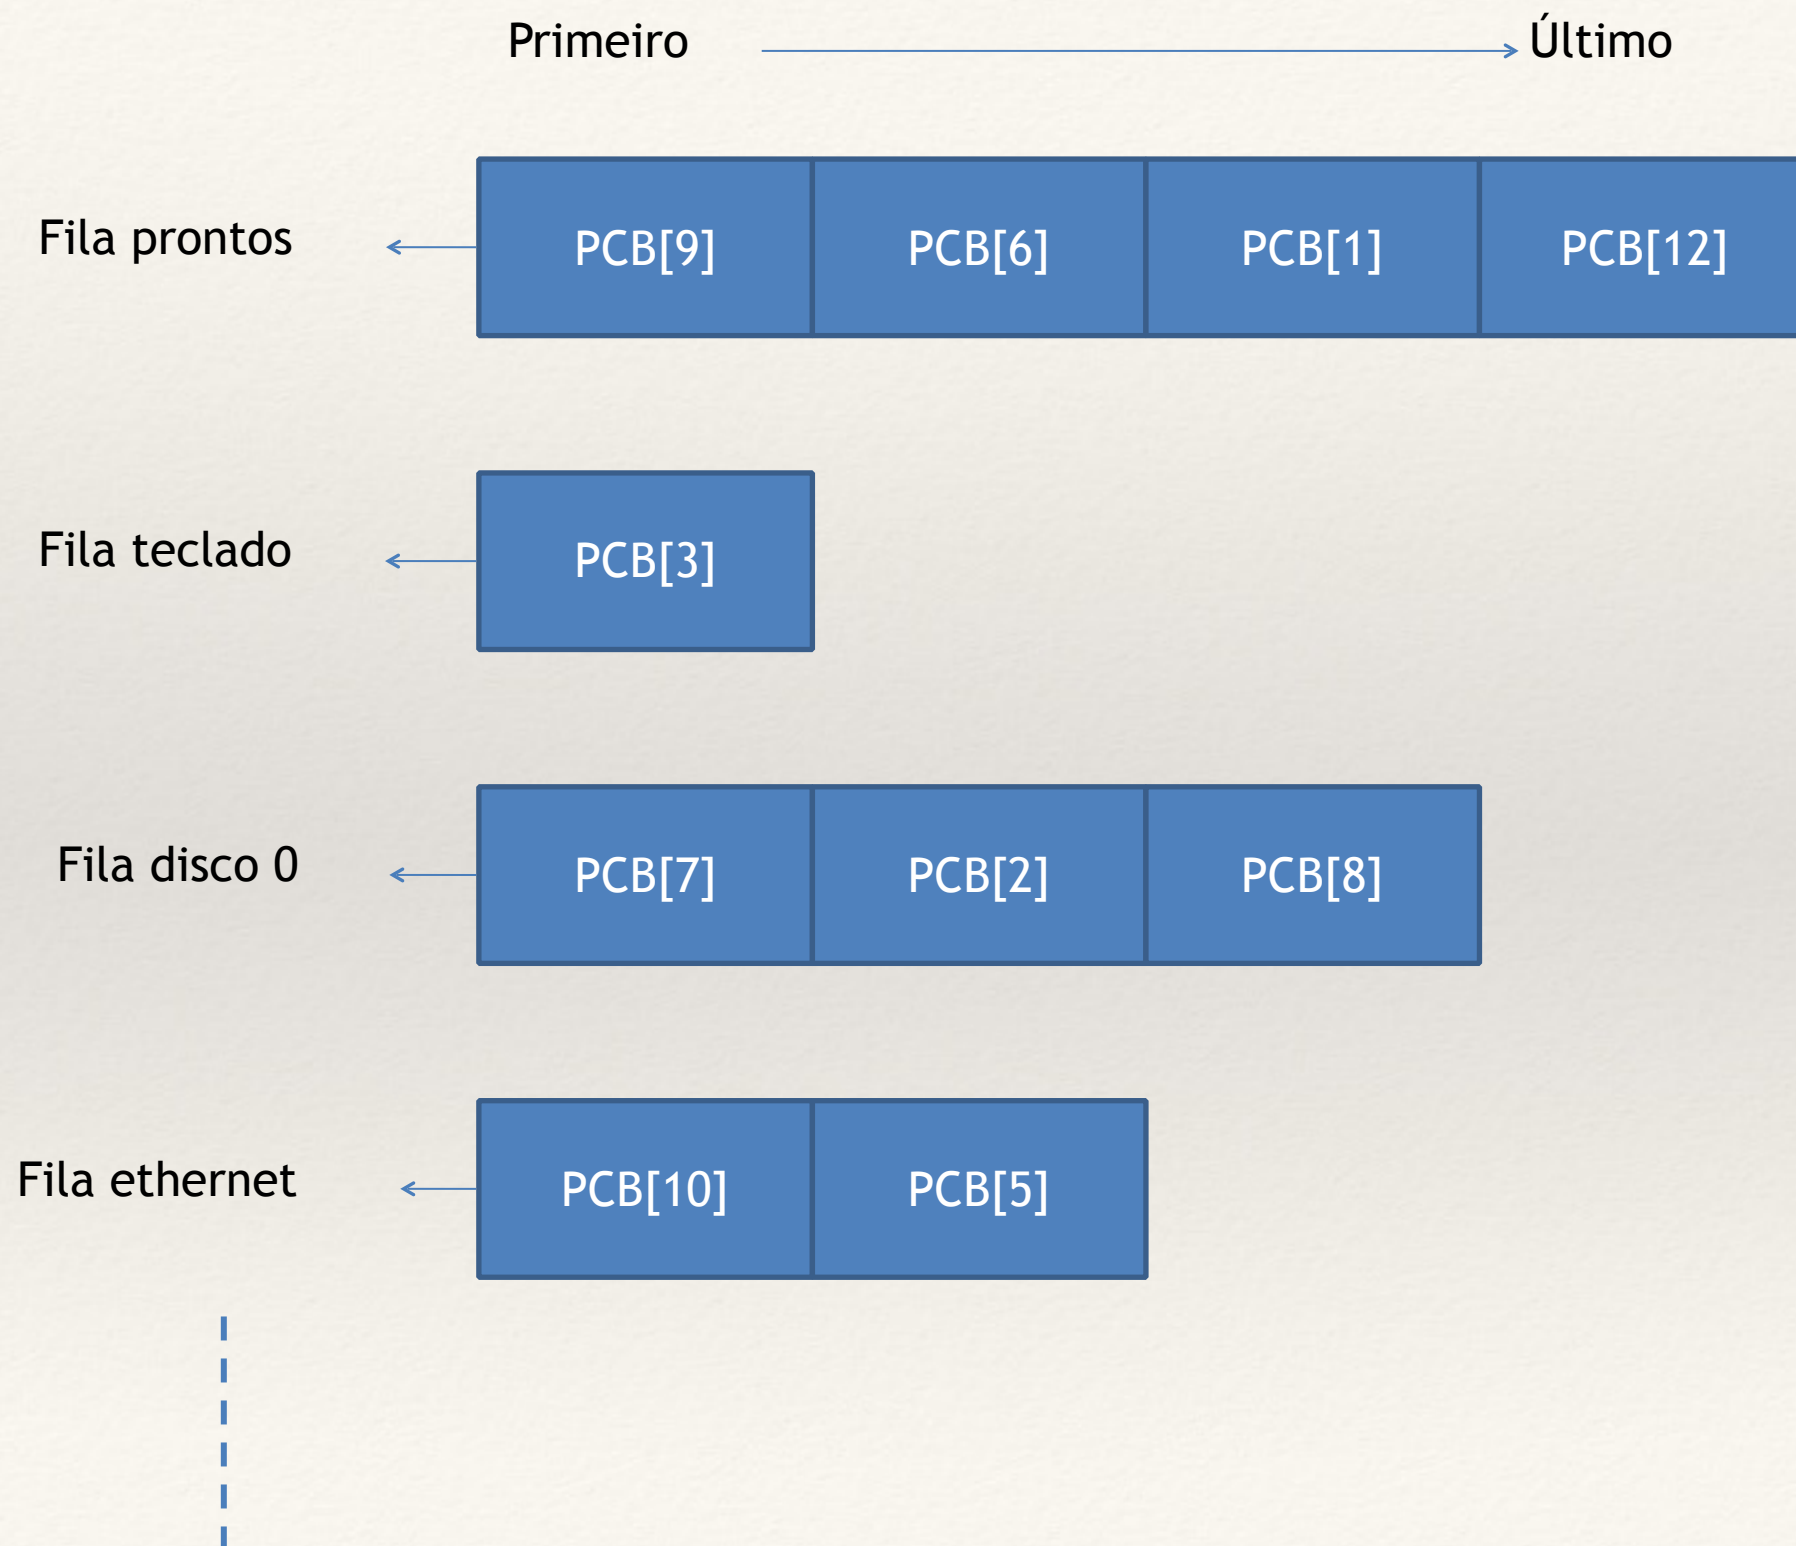 Primeiro Último
Fila prontos PCB[9] PCB[6] PCB[1] PCB[12]
Fila teclado PCB[3]
Fila disco 0 PCB[7] PCB[2] PCB[8]
Fila ethernet PCB[10] PCB[5]